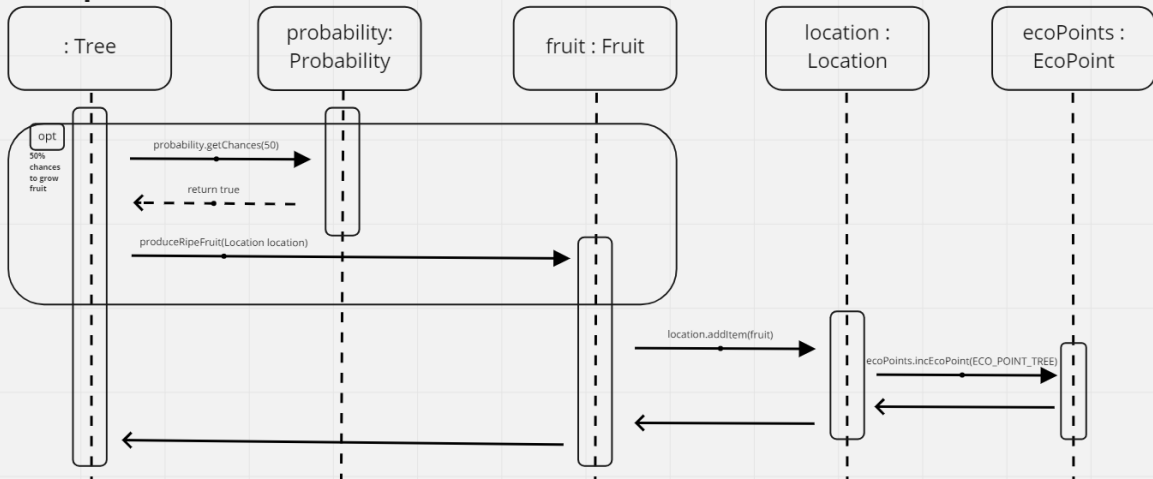 : Tree
probability:
Probability
fruit : Fruit
location :
Location
ecoPoints :
EcoPoint
opt
50%
chances
to grow
fruit
probability.getChances(50)
return true
produceRipeFruit(Location location)
location.addItem(fruit)
ecoPoints.incEcoPoint(ECO_POINT_TREE)